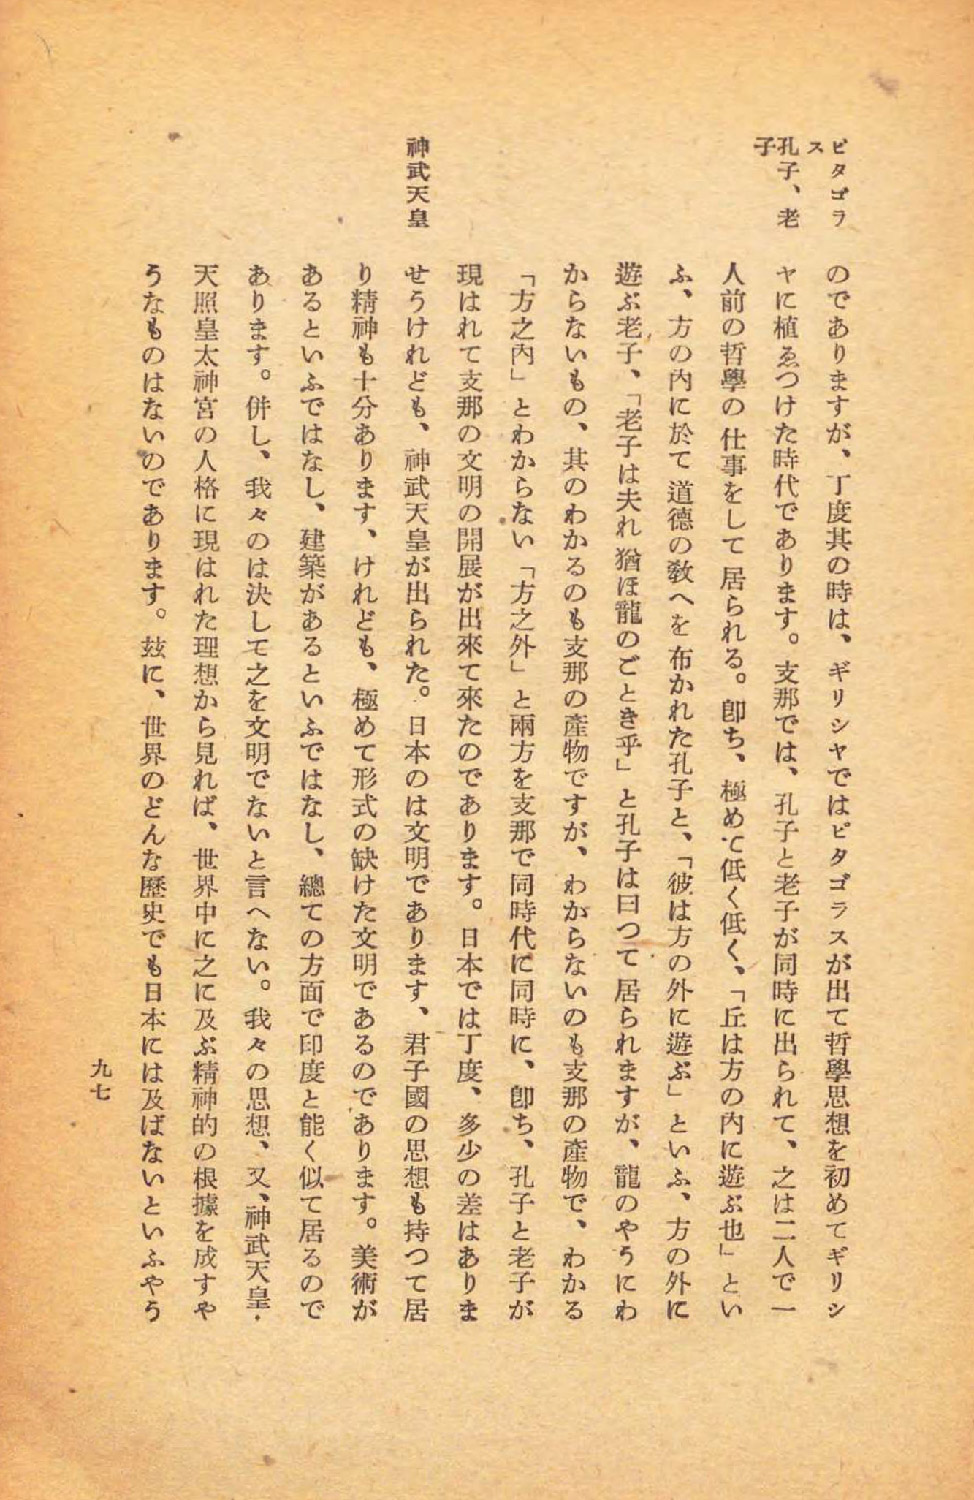 ピタゴラ
ス
孔子、老
子
のでありますが、丁度其の時は、ギリシヤではピタゴラスが出て哲學思想を初めてギリシ
ヤに植ゑつけた時代であります。支那では、孔子と老子が同時に出られて、之は二人で一
人前の哲學の仕事をして居られる。卽ち、極めて低く低く、「丘は方の內に遊ぶ也」とい
ふ、方の內に於て道德の敎へを布かれた孔子と、「彼は方の外に遊ぶ」といふ、方の外に
遊ぶ老子、「老子は夫れ猶ほ龍のごとき乎」と孔子は曰つて居られますが、龍のやうにわ
からないもの、其のわかるのも支那の產物ですが、わからないのも支那の產物で、わかる
「方之內」とわからない「方之外」と兩方を支那で同時代に同時に、卽ち、孔子と老子が
現はれて支那の文明の開展が出來て來たのであります。日本では丁度、多少の差はありま
神武天皇
せうけれども、神武天皇が出られた。日本のは文明であります、君子國の思想も持つて居
り精神も十分あります、けれども、極めて形式の缺けた文明であるのであります。美術が
あるといふではなし、建築があるといふではなし、總ての方面で印度と能く似て居るので
あります。併し、我々のは決して之を文明でないと言へない。我々の思想、又、神武天皇・
天照皇太神宮の人格に現はれた理想から見れば、世界中に之に及ぶ精神的の根據を成すや
うなものはないのであります。玆に、世界のどんな歷史でも日本には及ばないといふやう
九七